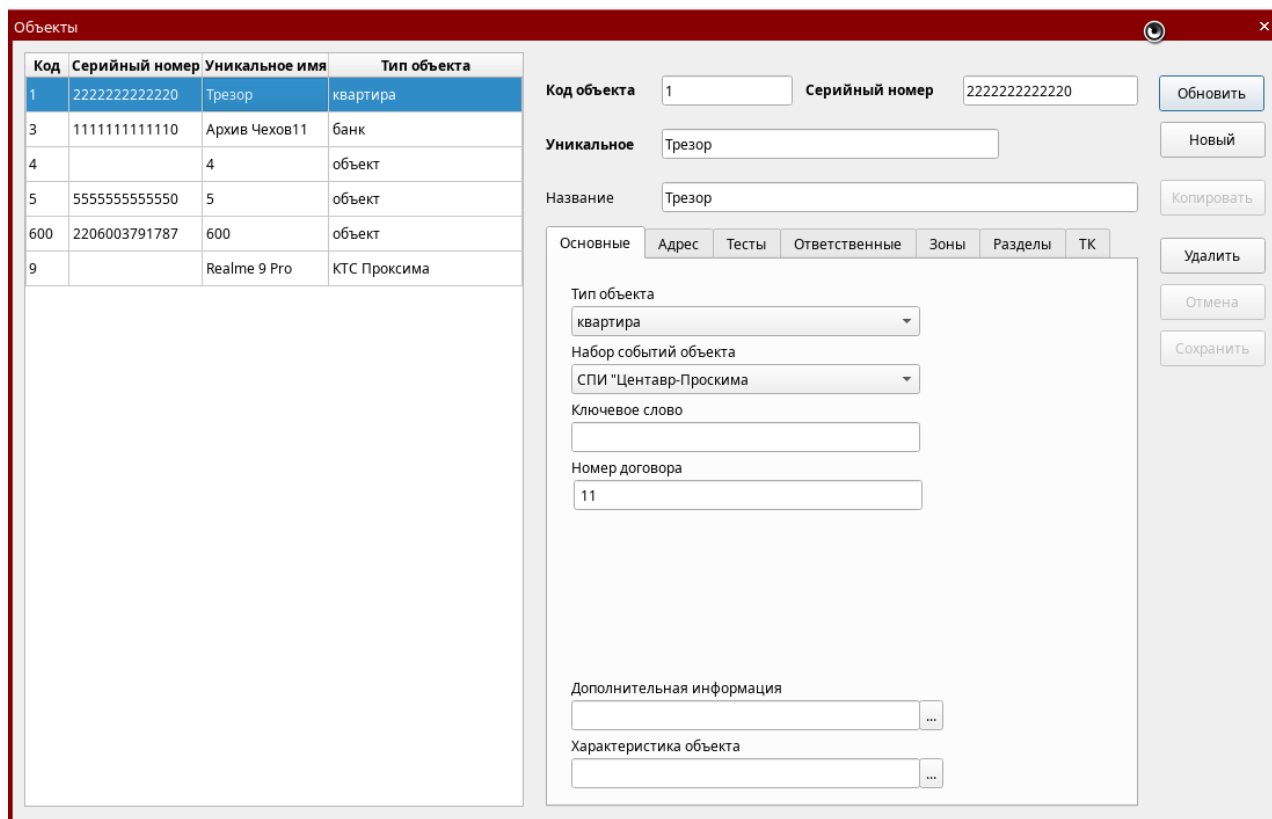 Объекты
Код Серийный номер Уникальное имя Тип объекта
1 2222222222220 Трезор квартира
3 1111111111110 Архив Чехов11 банк
4 4 объект
5 5555555555550 5 объект
600 2206003791787 600 объект
9 Realme 9 Pro КТС Проксима
Код объекта 1 Серийный номер 2222222222220
Уникальное Трезор
Название Трезор
Основные Адрес Тесты Ответственные Зоны Разделы ТК
Тип объекта
квартира
Набор событий объекта
СПИ "Центавр-Проскима
Ключевое слово
Номер договора
11
Дополнительная информация
...
Характеристика объекта
...
Обновить
Новый
Копировать
Удалить
Отмена
Сохранить